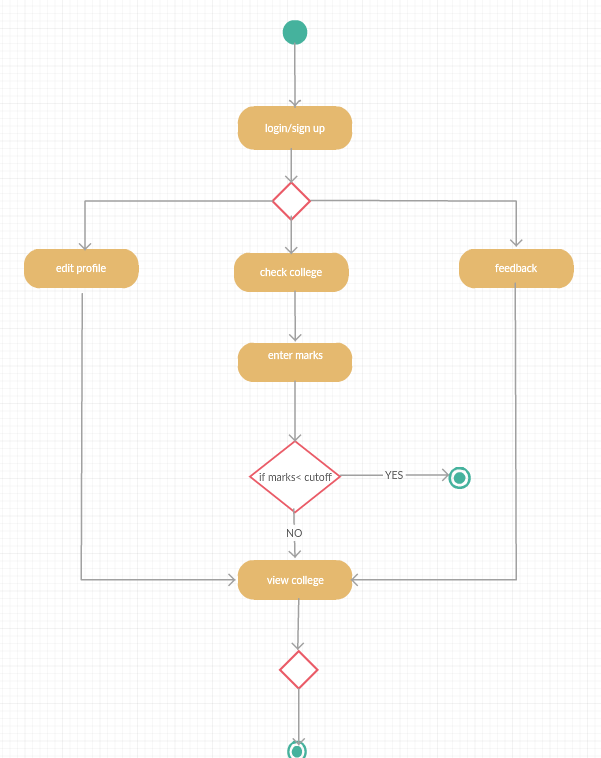 login/sign up
edit profile
check college
feedback
enter marks
if marks< cutoff
YES
NO
view college